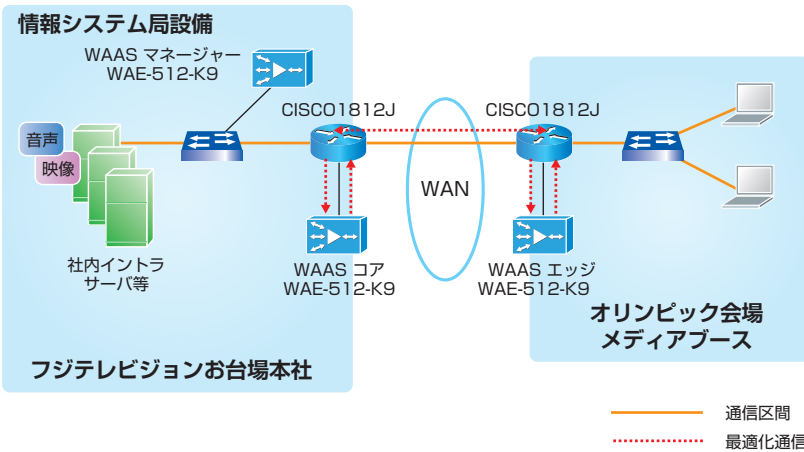 情報システム局設備
WAAS マネージャー
WAE-512-K9
CISCO1812J
CISCO1812J
音声
映像
WAN
社内イントラ
サーバ等
WAAS コア
WAE-512-K9
WAAS エッジ
WAE-512-K9
オリンピック会場
メディアブース
フジテレビジョンお台場本社
通信区間
最適化通信